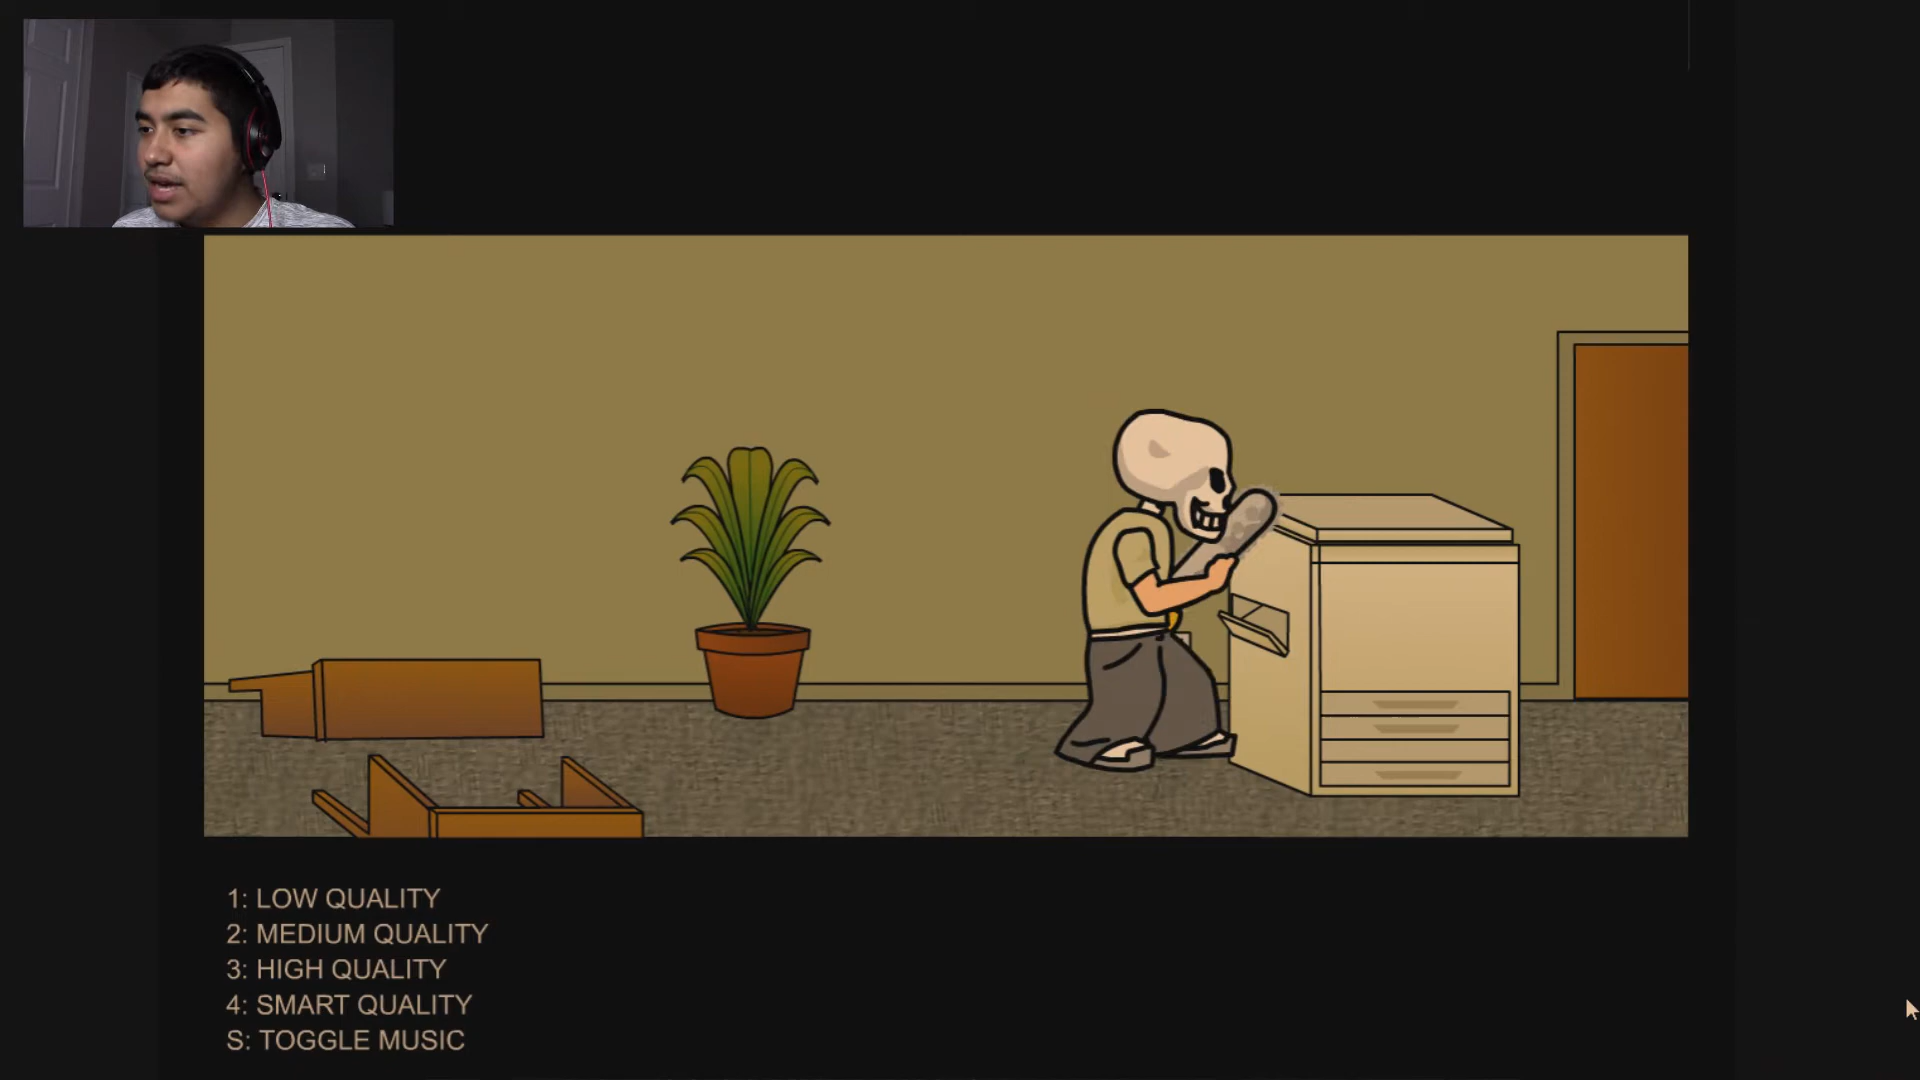 1: LOW QUALITY
2: MEDIUM QUALITY
3: HIGH QUALITY
4: SMART QUALITY
S: TOGGLE MUSIC